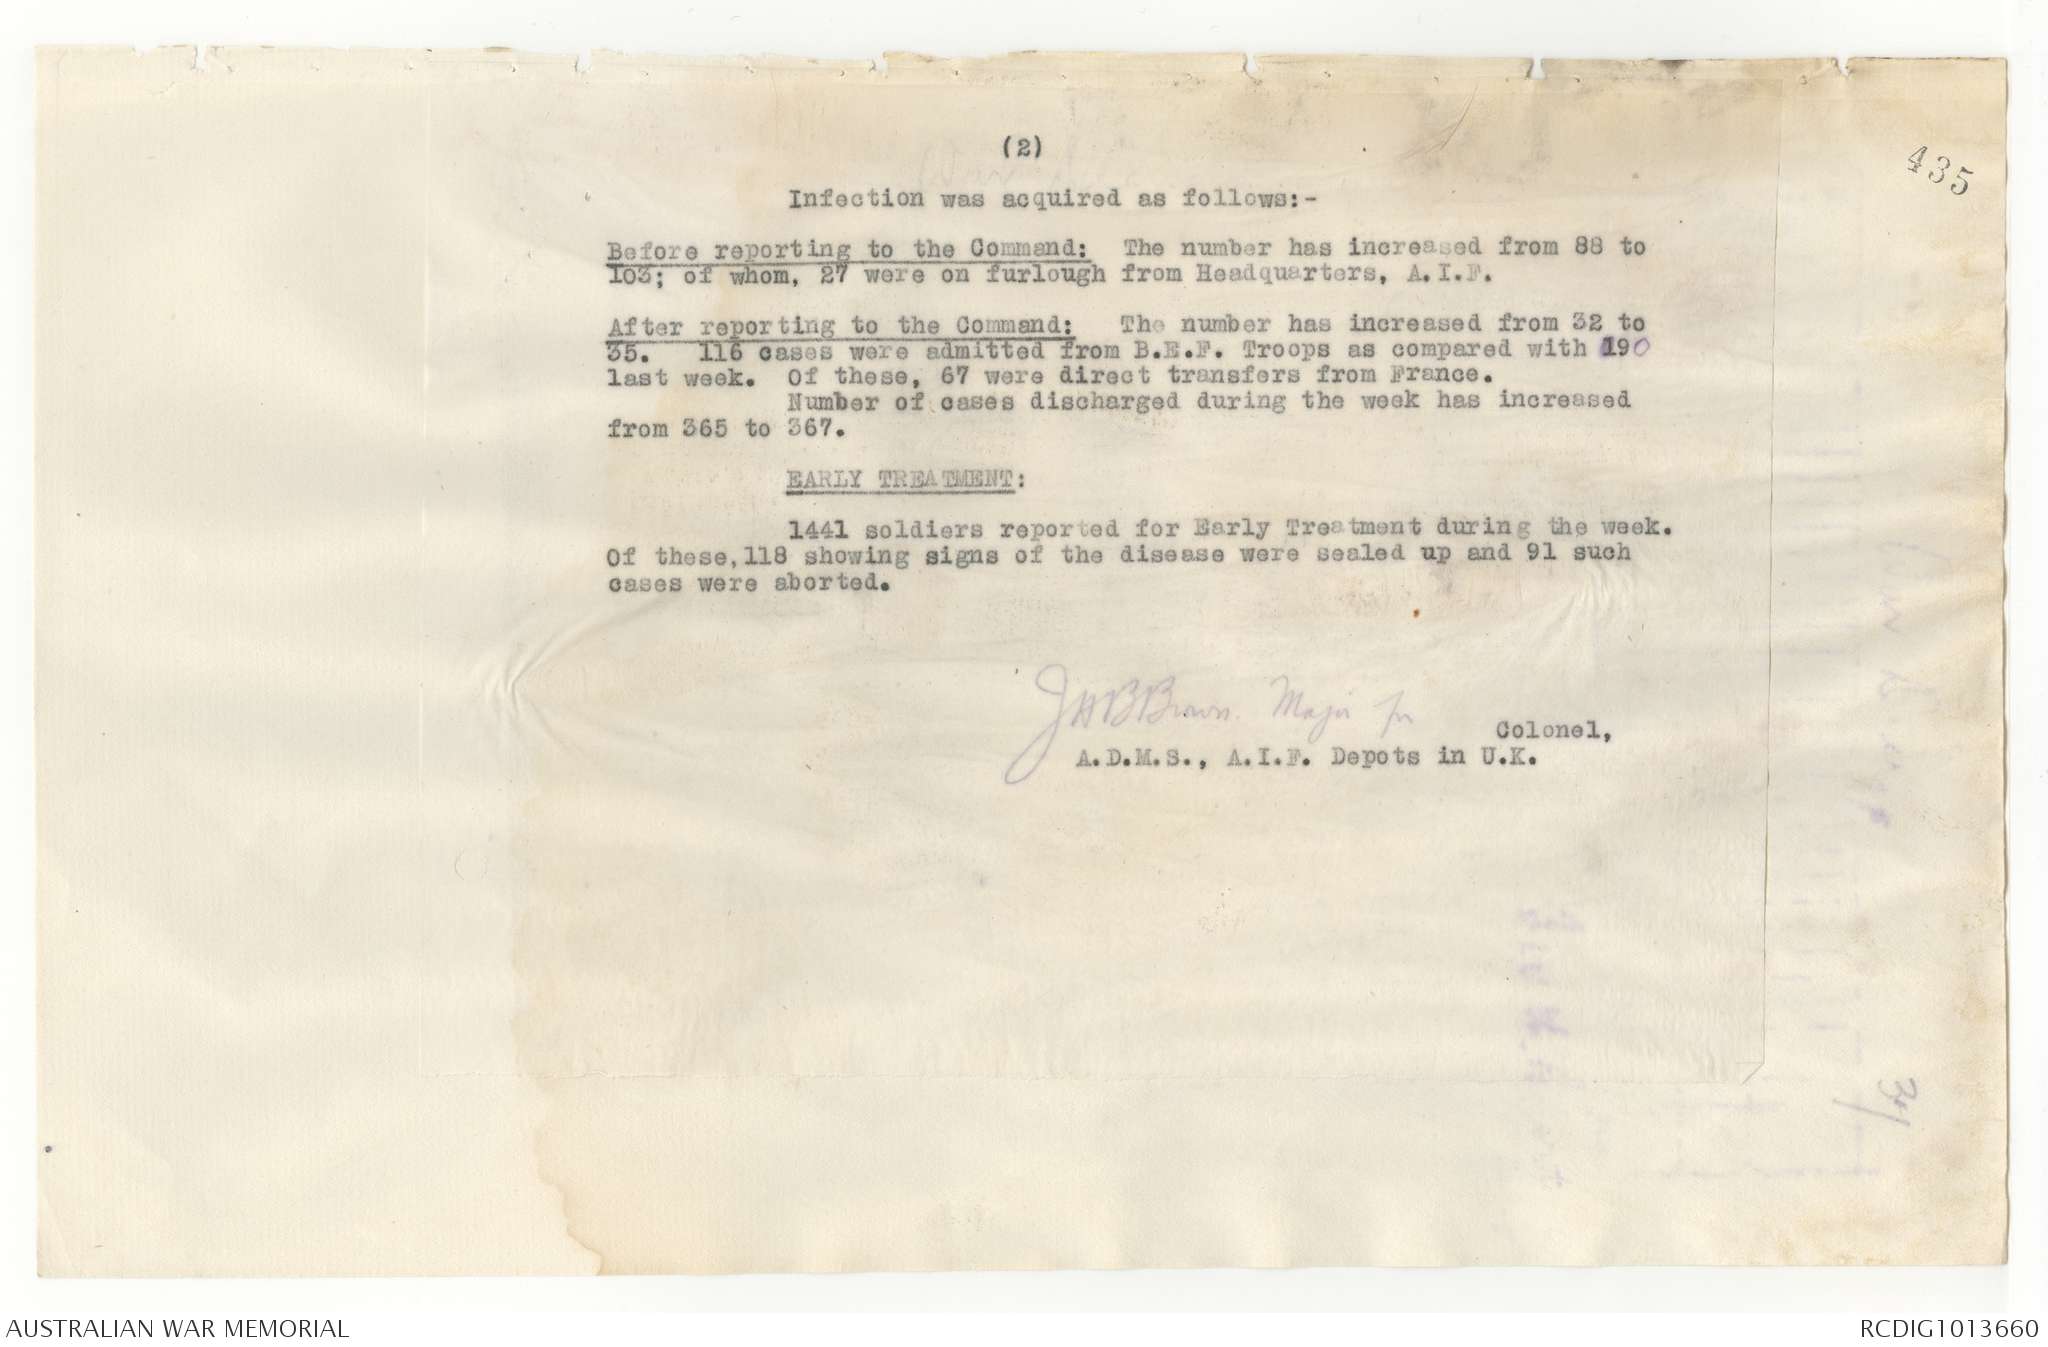 (2)
435
Infection was acquired as follows:-
Before reporting to the Command: The number has increased from 88 to
103; of whom, 27 were on furlough from Headquarters, A.I.F.
After reporting to the Command: The number has increased from 32 to
35. 116 cases were admitted from B.E.F. Troops as compared with 190
last week. Of these, 67 were direct transfers from France.
Number of cases discharged during the week has increased
from 365 to 367.
EARLY TREATMENT:
1441 soldiers reported for Early Treatment during the week.
Of these,118 showing signs of the disease were sealed up and 91 such
cases were aborted.
JHBBrown. Major for
Colonel,
A.D.M.S., A.I.F. Depots in U.K.
AUSTRALIAN WAR MEMORIAL
RCDIG1013660